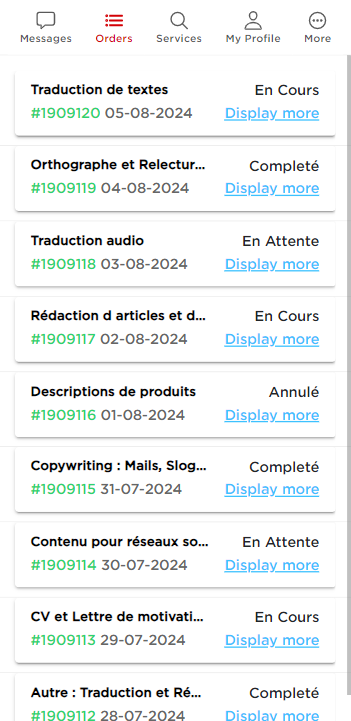 Messages Orders Services My Profile More
Traduction de textes En Cours
#1909120 05-08-2024 Display more
Orthographe et Relectur... Completé
#1909119 04-08-2024 Display more
Traduction audio En Attente
#1909118 03-08-2024 Display more
Rédaction d articles et d... En Cours
#1909117 02-08-2024 Display more
Descriptions de produits Annulé
#1909116 01-08-2024 Display more
Copywriting : Mails, Slog... Completé
#1909115 31-07-2024 Display more
Contenu pour réseaux so... En Attente
#1909114 30-07-2024 Display more
CV et Lettre de motivati... En Cours
#1909113 29-07-2024 Display more
Autre : Traduction et Ré... Completé
#1909112 28-07-2024 Display more